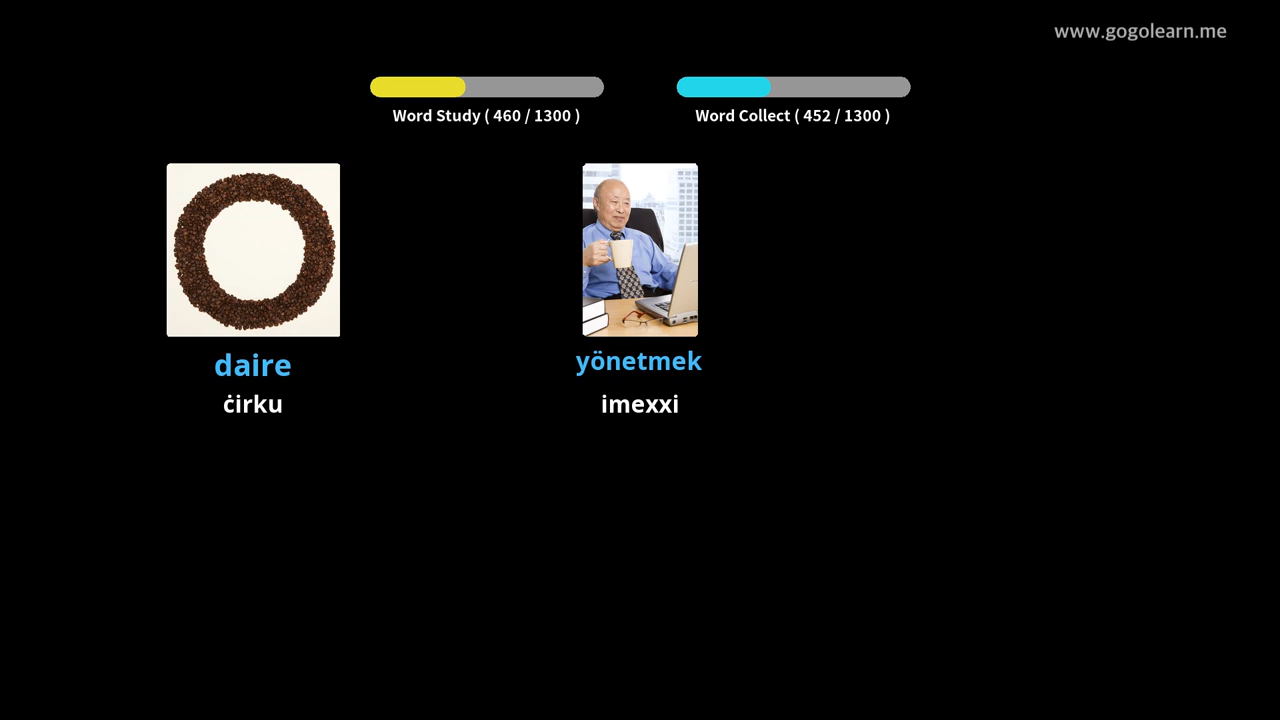 www.gogolearn.me
Word Study ( 460 / 1300 )
Word Collect ( 452 / 1300 )
daire
ċirku
yönetmek
imexxi